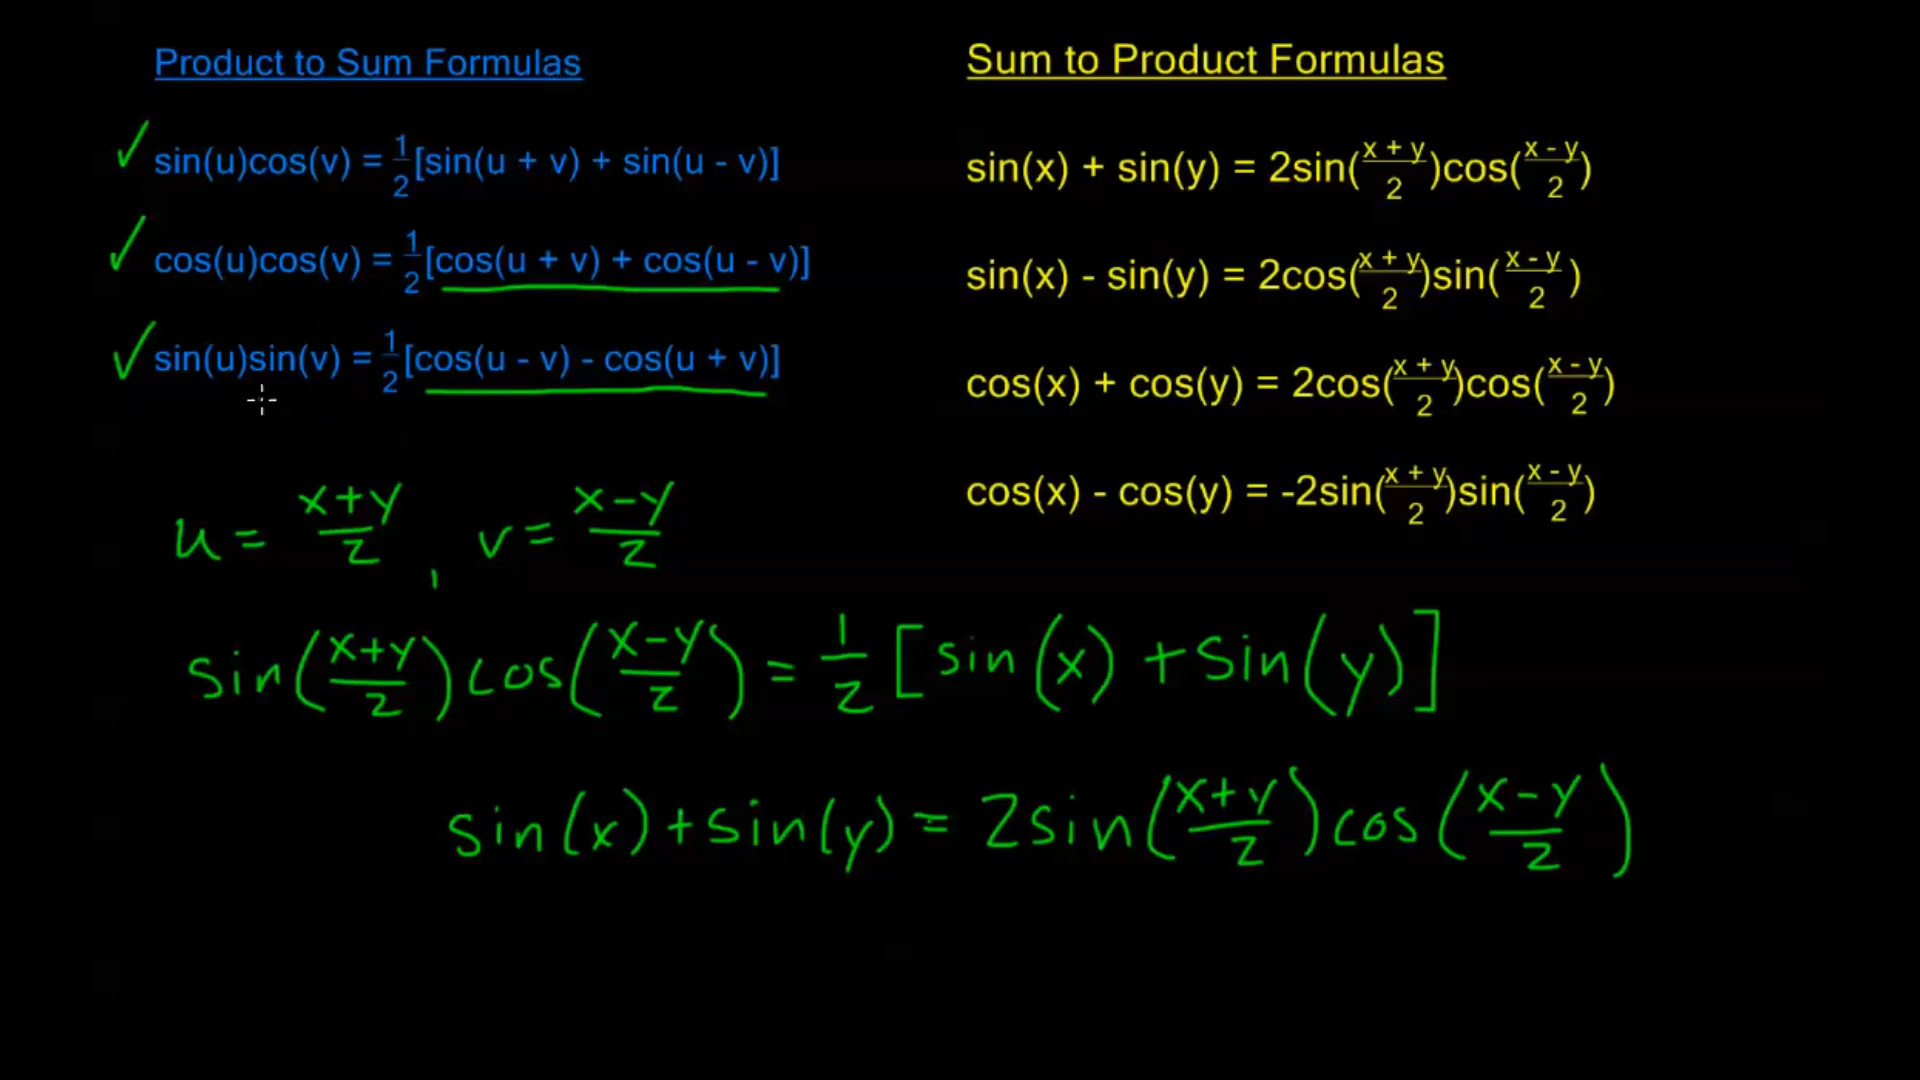 Product to Sum Formulas
sin(u)cos(v) = 1/2[sin(u + v) + sin(u - v)]
cos(u)cos(v) = 1/2[cos(u + v) + cos(u - v)]
sin(u)sin(v) = 1/2[cos(u - v) - cos(u + v)]
Sum to Product Formulas
sin(x) + sin(y) = 2sin((x + y)/2)cos((x - y)/2)
sin(x) - sin(y) = 2cos((x + y)/2)sin((x - y)/2)
cos(x) + cos(y) = 2cos((x + y)/2)cos((x - y)/2)
cos(x) - cos(y) = -2sin((x + y)/2)sin((x - y)/2)
u = (x+y)/2, v = (x-y)/2
sin((x+y)/2)cos((x-y)/2) = 1/2[sin(x) + sin(y)]
sin(x)+sin(y) = 2sin((x+y)/2)cos((x-y)/2)